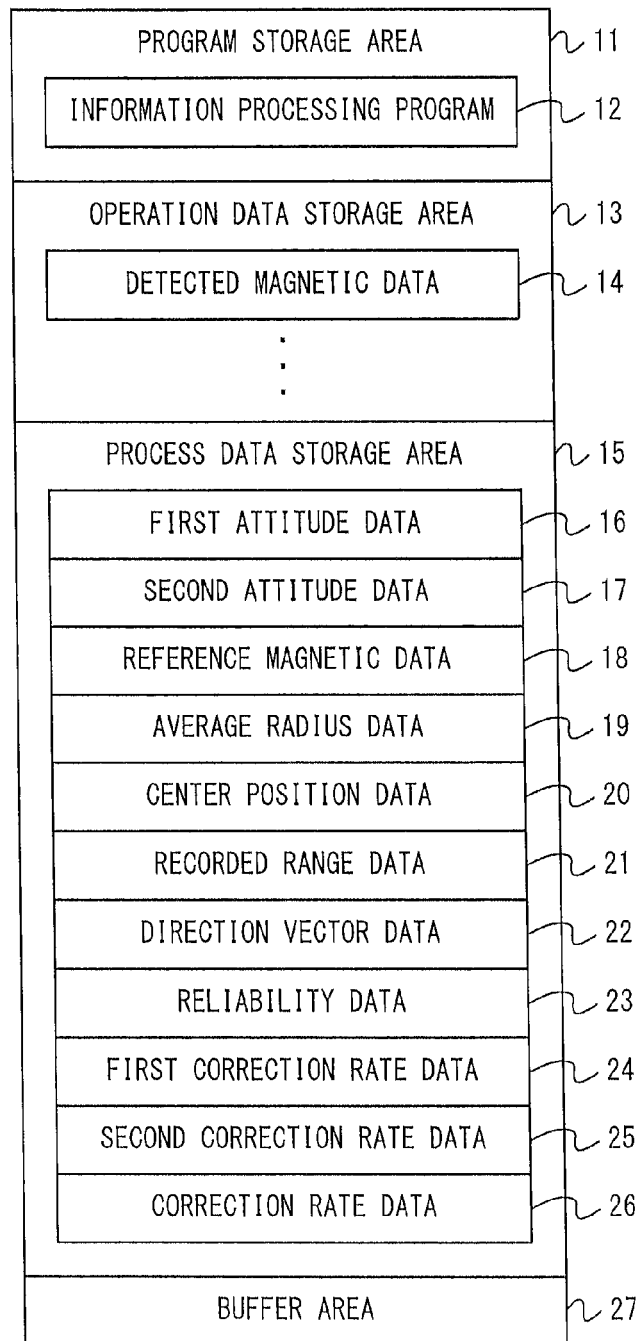 PROGRAM STORAGE AREA 11
INFORMATION PROCESSING PROGRAM 12
OPERATION DATA STORAGE AREA 13
DETECTED MAGNETIC DATA 14
PROCESS DATA STORAGE AREA 15
FIRST ATTITUDE DATA 16
SECOND ATTITUDE DATA 17
REFERENCE MAGNETIC DATA 18
AVERAGE RADIUS DATA 19
CENTER POSITION DATA 20
RECORDED RANGE DATA 21
DIRECTION VECTOR DATA 22
RELIABILITY DATA 23
FIRST CORRECTION RATE DATA 24
SECOND CORRECTION RATE DATA 25
CORRECTION RATE DATA 26
BUFFER AREA 27